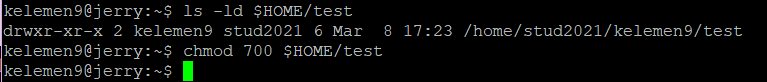 kelemen9@jerry:~$ ls -ld $HOME/test
drwxr-xr-x 2 kelemen9 stud2021 6 Mar  8 17:23 /home/stud2021/kelemen9/test
kelemen9@jerry:~$ chmod 700 $HOME/test
kelemen9@jerry:~$